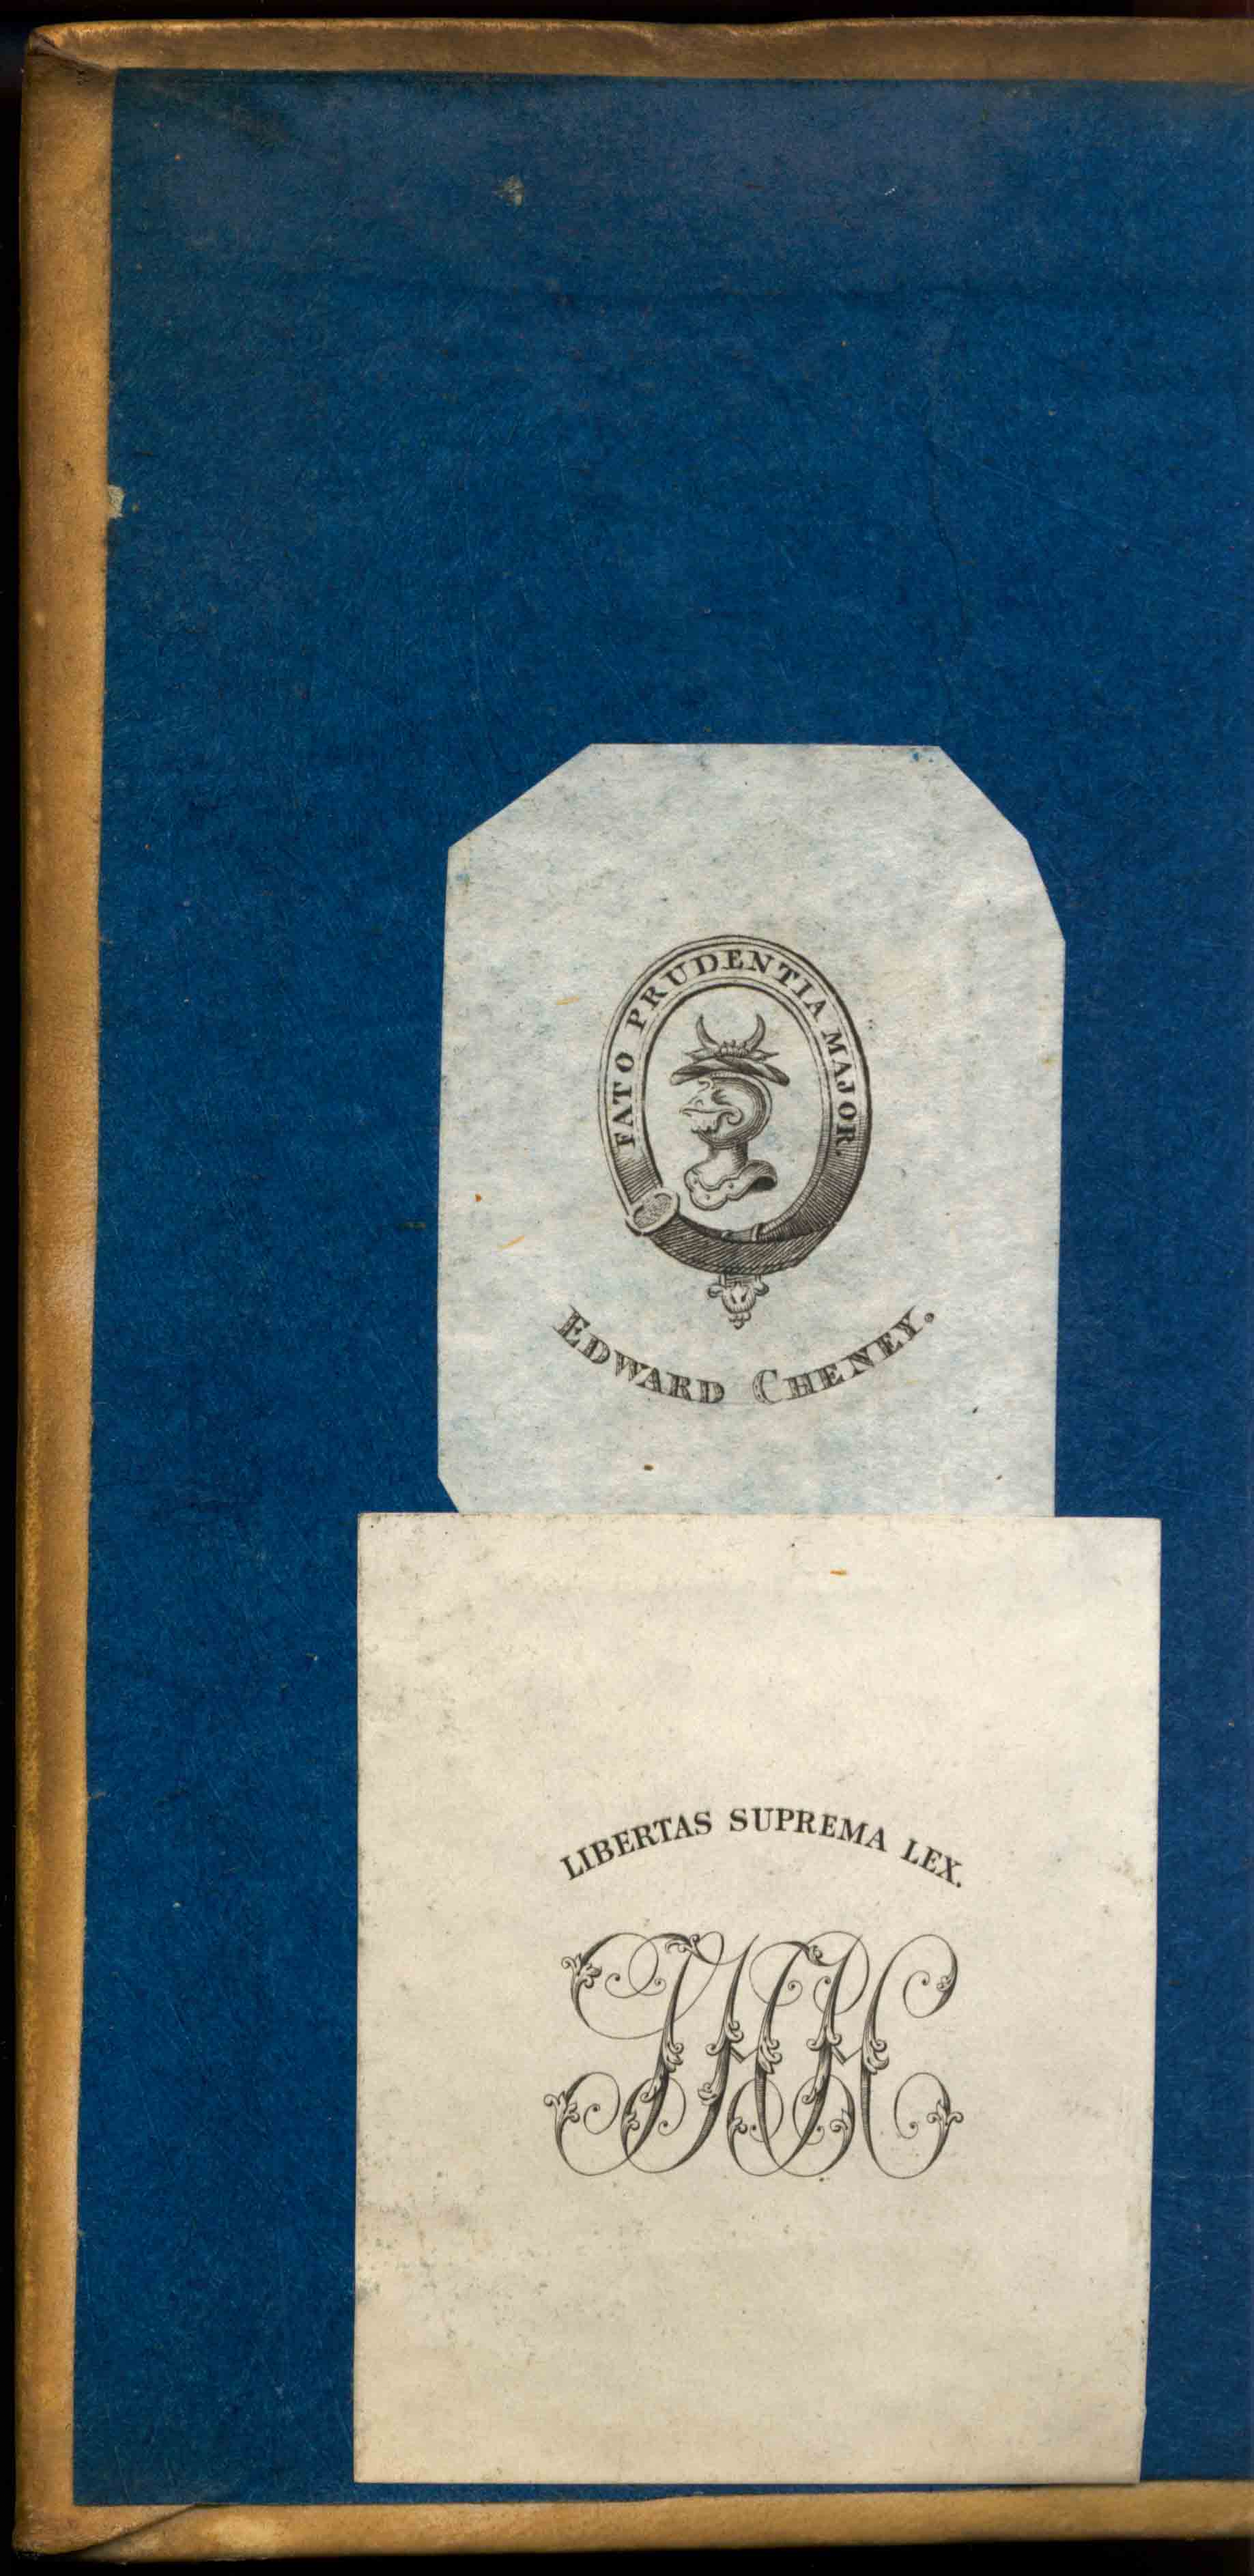 FATO PRUDENTIA MAJOR.
EDWARD CHENEY.
LIBERTAS SUPREMA LEX.